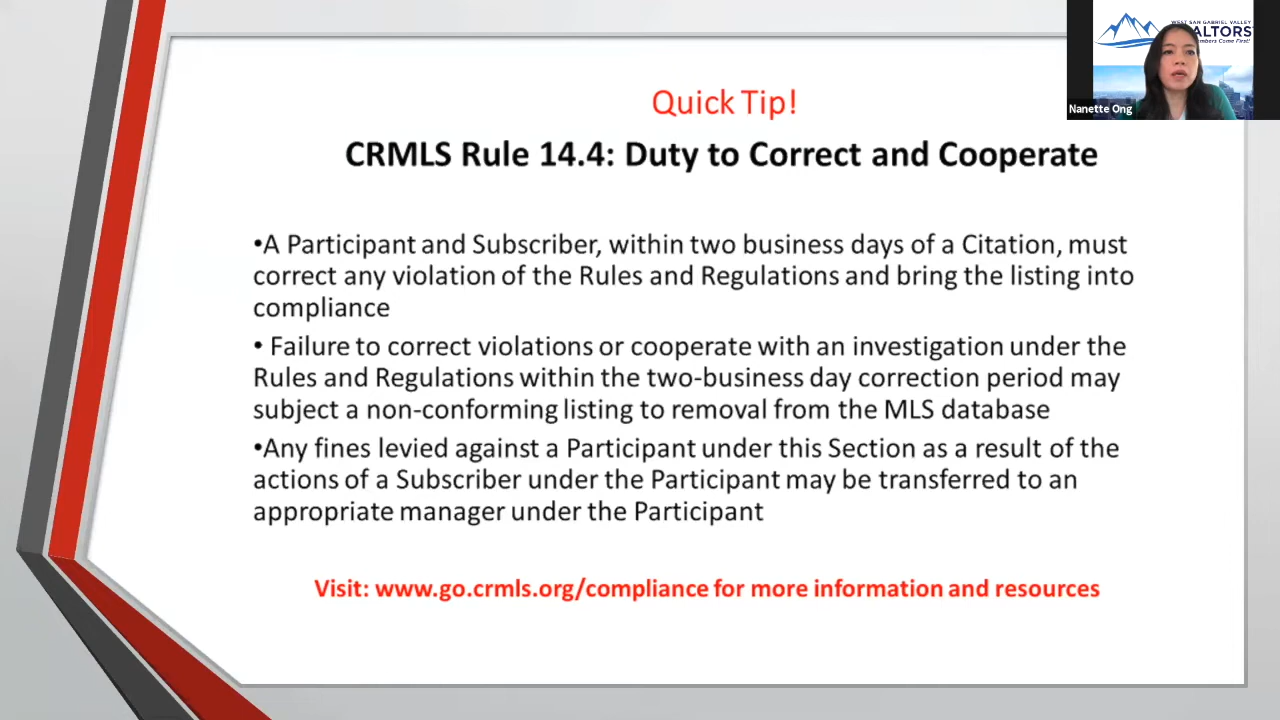 WEST SAN GABRIEL VALLEY
Nanette Ong
Quick Tip!
CRMLS Rule 14.4: Duty to Correct and Cooperate
•A Participant and Subscriber, within two business days of a Citation, must
correct any violation of the Rules and Regulations and bring the listing into
compliance
• Failure to correct violations or cooperate with an investigation under the
Rules and Regulations within the two-business day correction period may
subject a non-conforming listing to removal from the MLS database
•Any fines levied against a Participant under this Section as a result of the
actions of a Subscriber under the Participant may be transferred to an
appropriate manager under the Participant
Visit: www.go.crmls.org/compliance for more information and resources